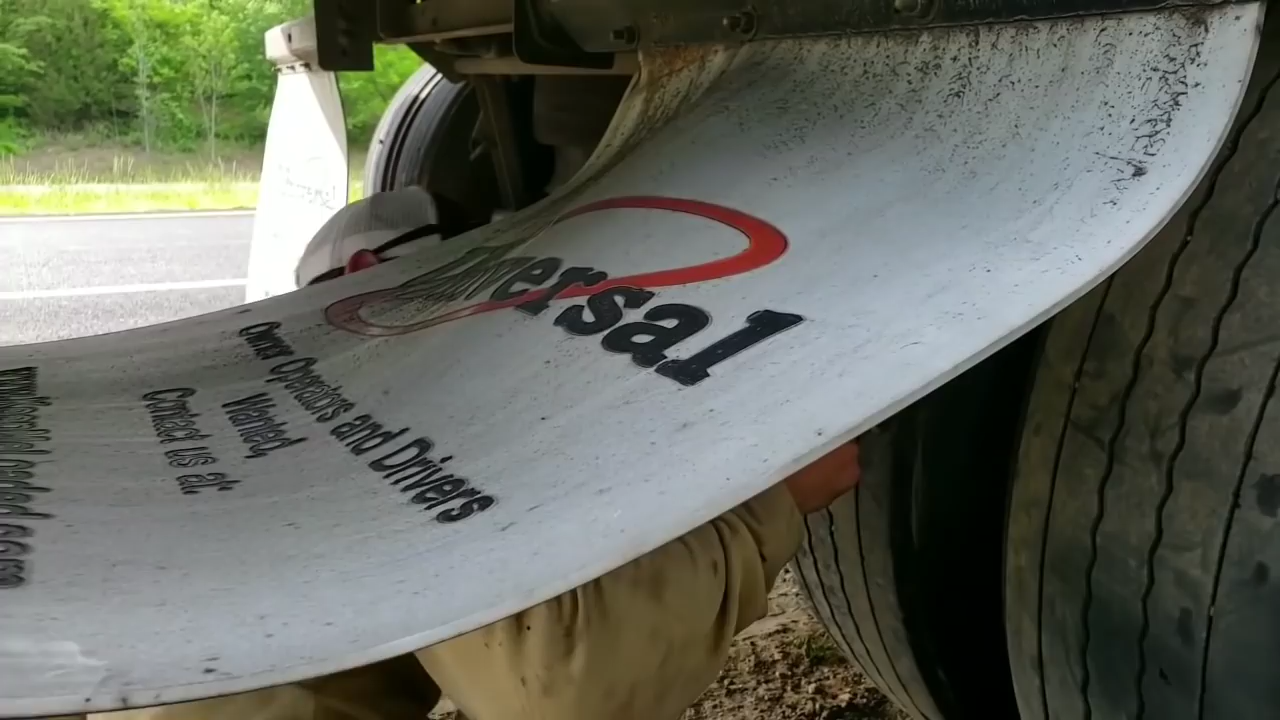 Universal
Owner Operators and Drivers
Wanted,
Contact us at: